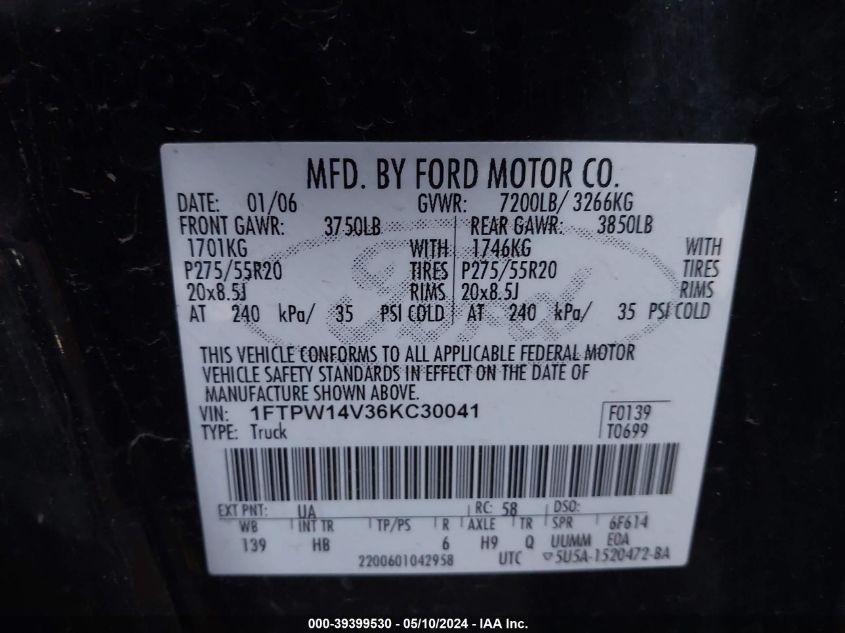 MFD. BY FORD MOTOR CO.
DATE: 01/06 GVWR: 7200LB/ 3266KG
FRONT GAWR: 3750LB REAR GAWR: 3850LB
1701KG WITH 1746KG WITH
P275/55R20 TIRES P275/55R20 TIRES
20x8.5J RIMS 20x8.5J RIMS
AT 240 kPa/ 35 PSI COLD AT 240 kPa/ 35 PSI COLD
THIS VEHICLE CONFORMS TO ALL APPLICABLE FEDERAL MOTOR
VEHICLE SAFETY STANDARDS IN EFFECT ON THE DATE OF
MANUFACTURE SHOWN ABOVE.
VIN: 1FTPW14V36KC30041 F0139
TYPE: Truck T0699
EXT PNT: UA RC: 58 DSO:
WB INT TR TP/PS R AXLE TR SPR 6F614
139 HB 6 H9 Q UUMM EOA
2200601042958 UTC ▽5U5A-1520472-BA
000-39399530 - 05/10/2024 - IAA Inc.